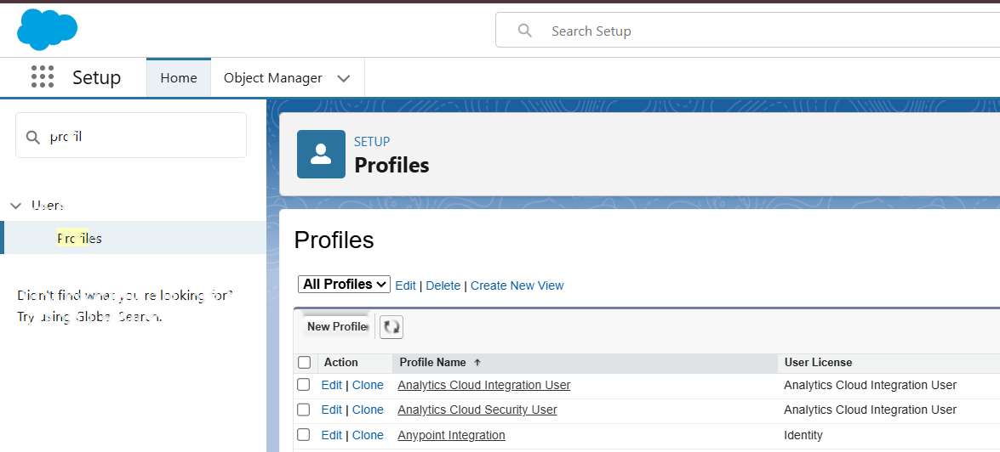 Search Setup
Setup Home Object Manager
profil
SETUP
Profiles
Users
Profiles
Profiles
All Profiles Edit | Delete | Create New View
Didn't find what you're looking for?
Try using Global Search.
New Profile
Action Profile Name ↑ User License
Edit | Clone Analytics Cloud Integration User Analytics Cloud Integration User
Edit | Clone Analytics Cloud Security User Analytics Cloud Integration User
Edit | Clone Anypoint Integration Identity